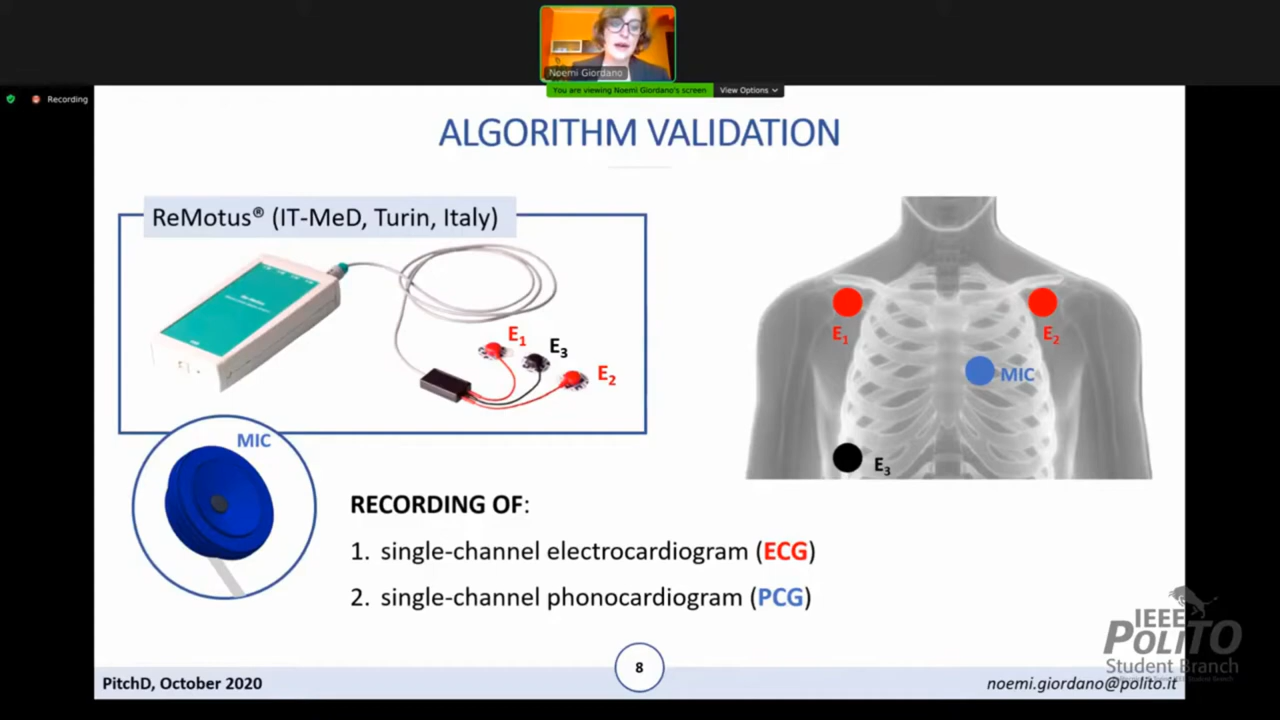 Noemi Giordano
You are viewing Noemi Giordano's screen
View Options
Recording
ALGORITHM VALIDATION
ReMotus® (IT-MeD, Turin, Italy)
E1
E3
E2
MIC
E1
E2
MIC
E3
RECORDING OF:
1. single-channel electrocardiogram (ECG)
2. single-channel phonocardiogram (PCG)
IEEE
POLITO
Student Branch
8
PitchD, October 2020
noemi.giordano@polito.it